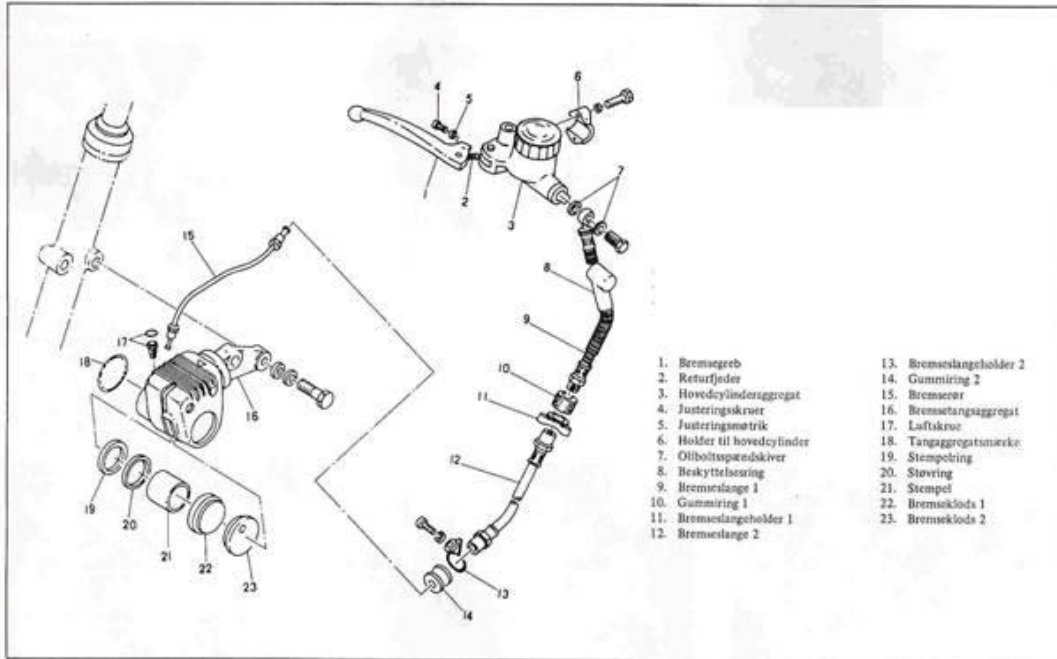 4
5
6
1
2
3
7
15
8
17
18
9
16
10
11
12
19
20
21
22
23
13
14
1. Bremsegreb
2. Returfjeder
3. Hovedcylinderaggregat
4. Justeringsskruer
5. Justeringsmøtrik
6. Holder til hovedcylinder
7. Olieboltsspændskiver
8. Beskyttelsesring
9. Bremseslange 1
10. Gummiring 1
11. Bremseslangeholder 1
12. Bremseslange 2
13. Bremseslangeholder 2
14. Gummiring 2
15. Bremserør
16. Bremsetangsaggregat
17. Luftskrue
18. Tangaggregatsmærke
19. Stempelring
20. Støvring
21. Stempel
22. Bremseklods 1
23. Bremseklods 2